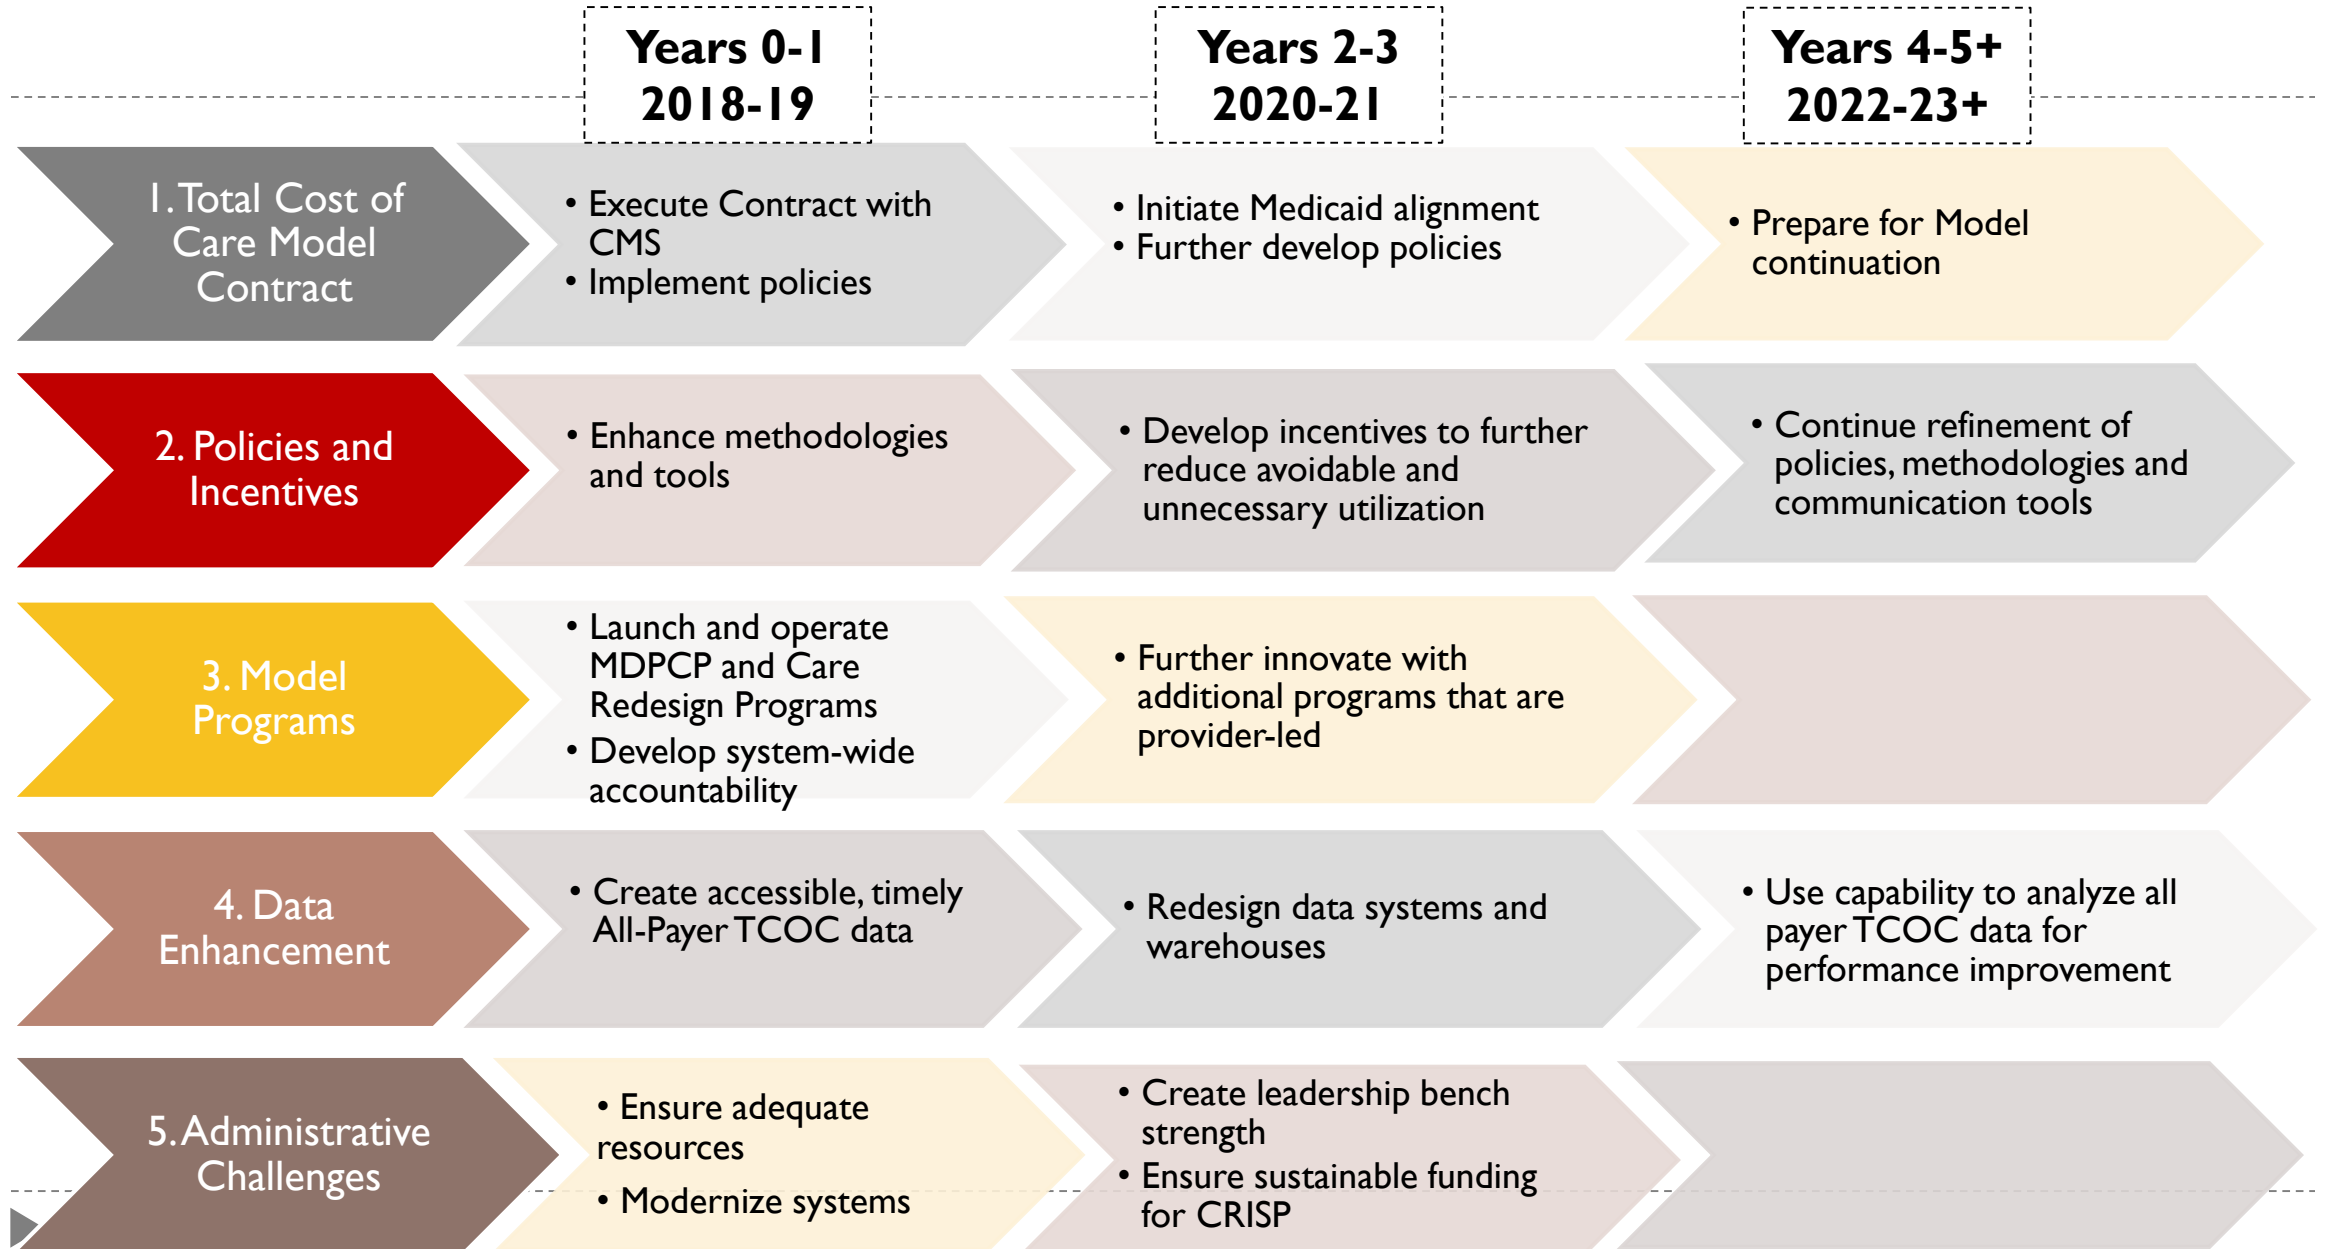 Years 0-1
2018-19
Years 2-3
2020-21
Years 4-5+
2022-23+
1. Total Cost of
Care Model
Contract
• Execute Contract with
CMS
• Implement policies
• Initiate Medicaid alignment
• Further develop policies
• Prepare for Model
continuation
2. Policies and
Incentives
• Enhance methodologies
and tools
• Develop incentives to further
reduce avoidable and
unnecessary utilization
• Continue refinement of
policies, methodologies and
communication tools
3. Model
Programs
• Launch and operate
MDPCP and Care
Redesign Programs
• Develop system-wide
accountability
• Further innovate with
additional programs that are
provider-led
4. Data
Enhancement
• Create accessible, timely
All-Payer TCOC data
• Redesign data systems and
warehouses
• Use capability to analyze all
payer TCOC data for
performance improvement
5. Administrative
Challenges
• Ensure adequate
resources
• Modernize systems
• Create leadership bench
strength
• Ensure sustainable funding
for CRISP